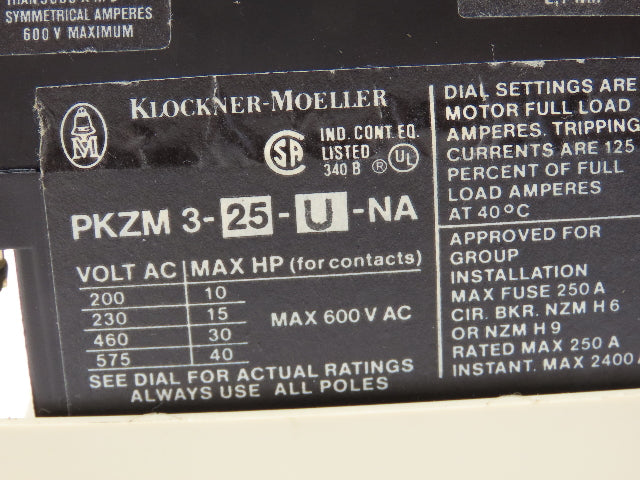 SYMMETRICAL AMPERES
600 V MAXIMUM
KLOCKNER-MOELLER
M
SA
IND. CONT. EQ.
LISTED
340 B ® UL
PKZM 3-25-U-NA
VOLT AC MAX HP (for contacts)
200 10
230 15
460 30
575 40
MAX 600 V AC
SEE DIAL FOR ACTUAL RATINGS
ALWAYS USE ALL POLES
DIAL SETTINGS ARE
MOTOR FULL LOAD
AMPERES. TRIPPING
CURRENTS ARE 125
PERCENT OF FULL
LOAD AMPERES
AT 40°C
APPROVED FOR
GROUP
INSTALLATION
MAX FUSE 250 A
CIR. BKR. NZM H 6
OR NZM H 9
RATED MAX 250 A
INSTANT. MAX 2400 A